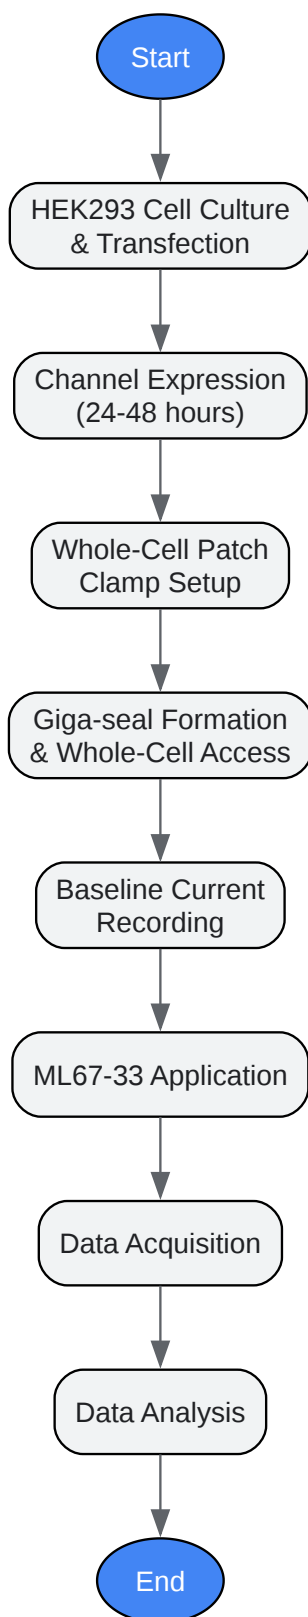 Start
HEK293 Cell Culture
& Transfection
Channel Expression
(24-48 hours)
Whole-Cell Patch
Clamp Setup
Giga-seal Formation
& Whole-Cell Access
Baseline Current
Recording
ML67-33 Application
Data Acquisition
Data Analysis
End